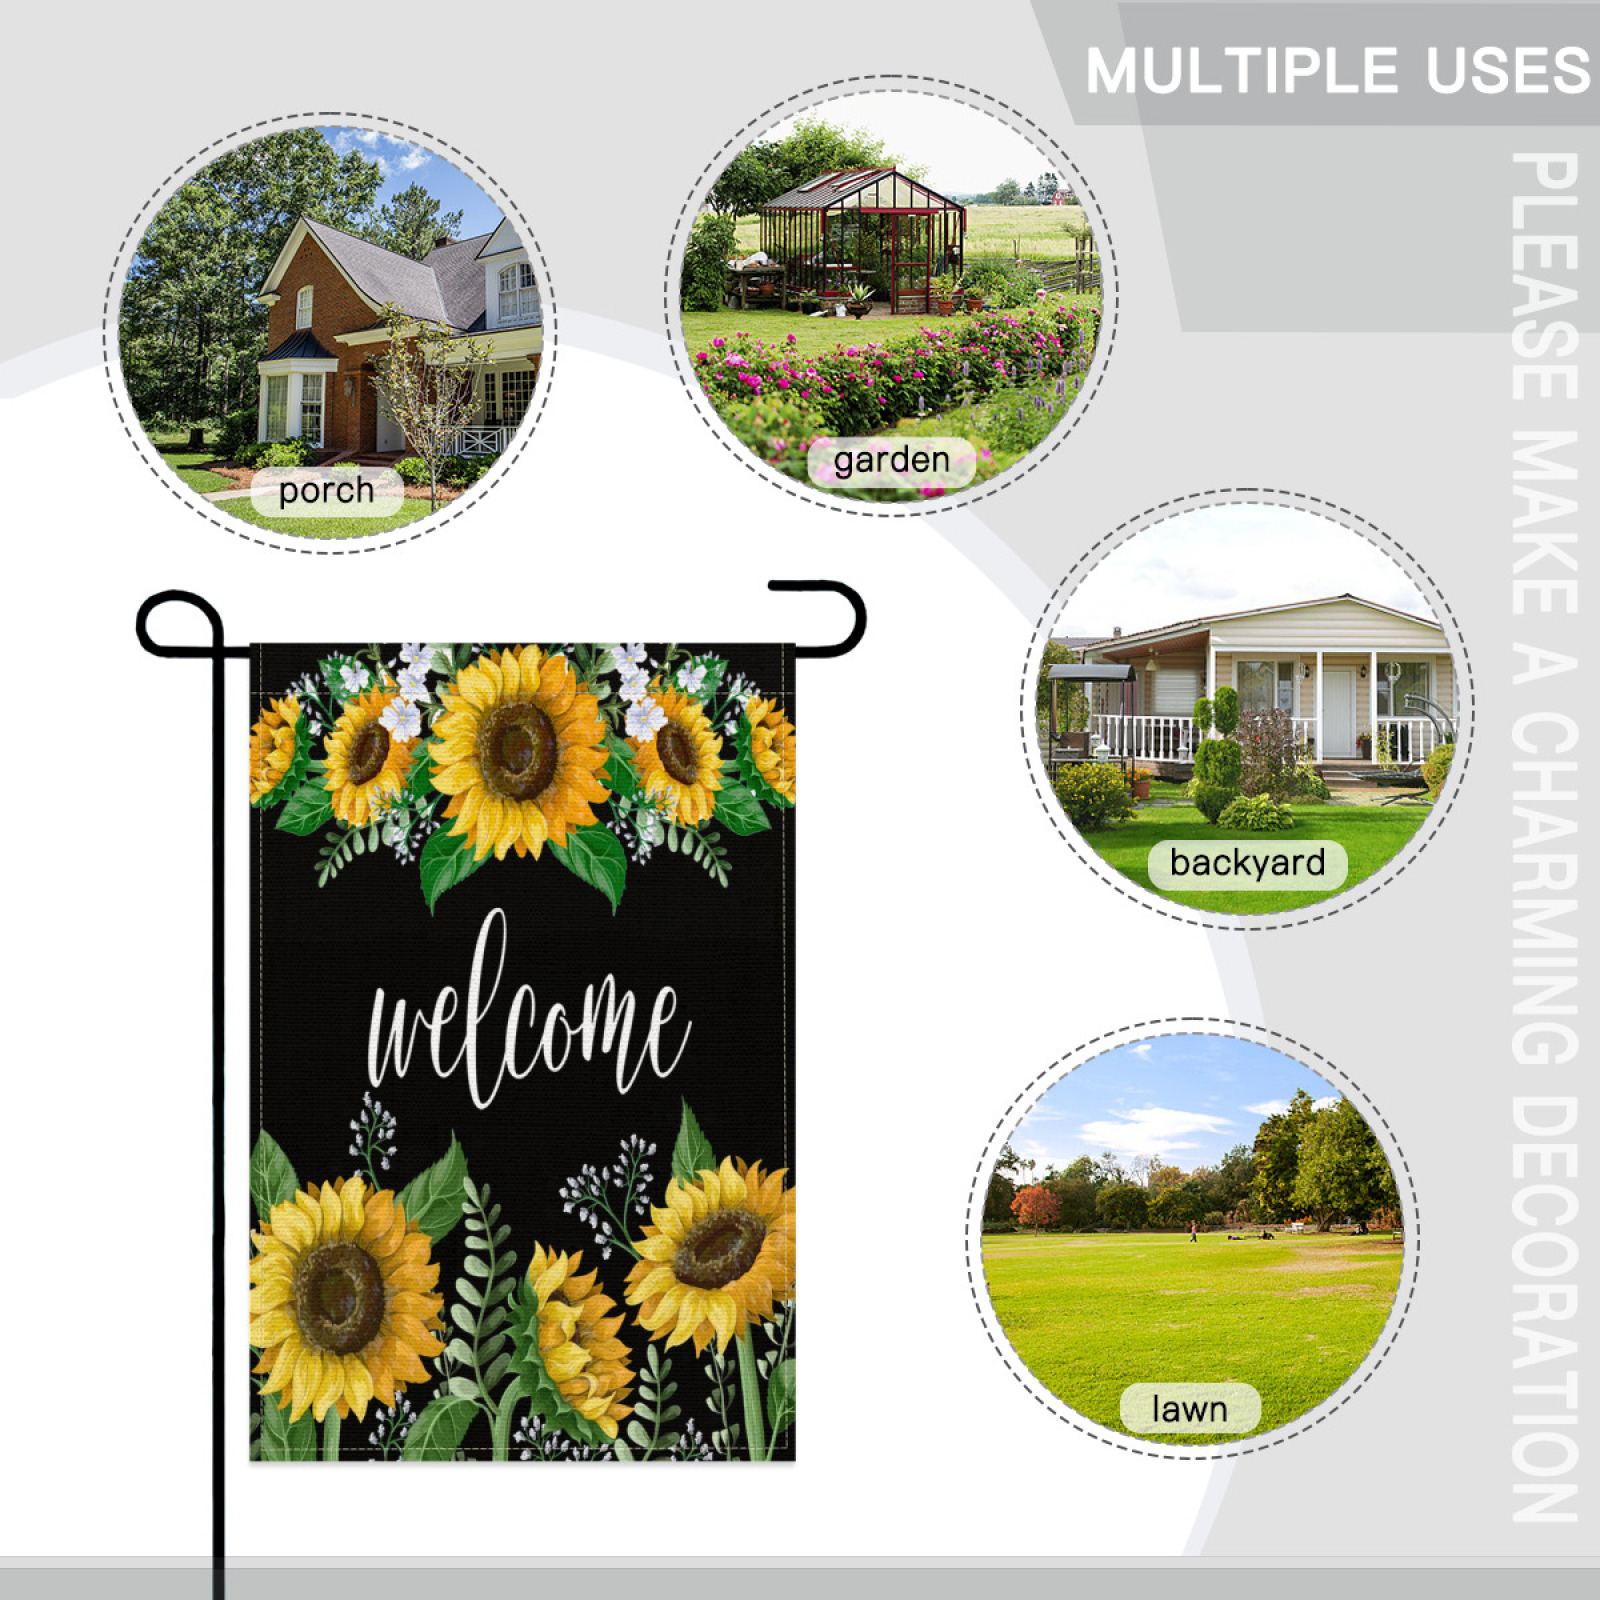 MULTIPLE USES
PLEASE MAKE A CHARMING DECORATION
porch
garden
backyard
welcome
lawn